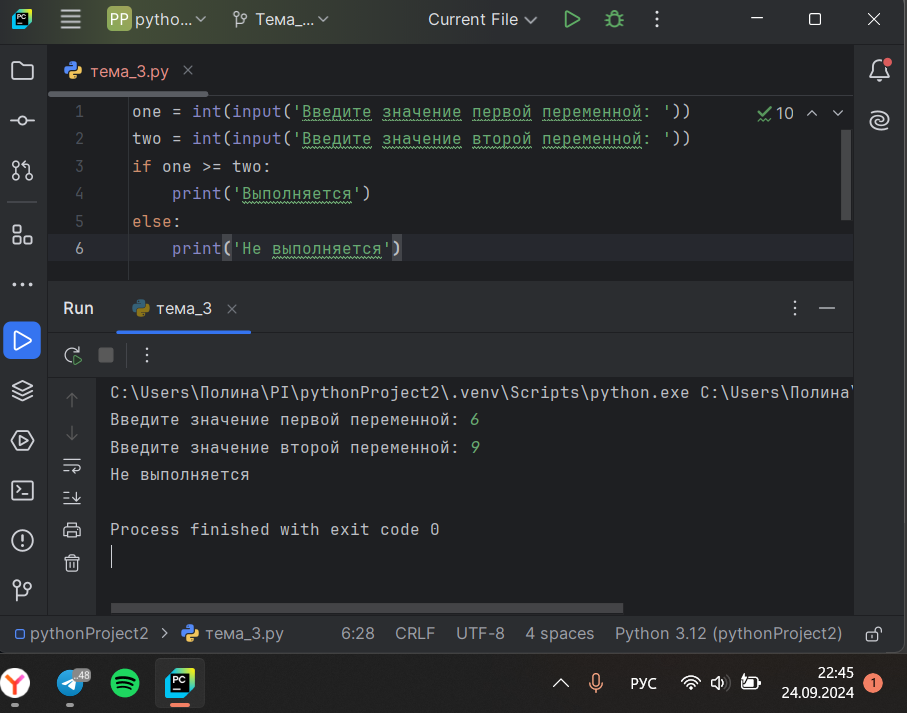 PC
PP pytho... Тема_... Current File
тема_3.py
1 one = int(input('Введите значение первой переменной: '))
10
2 two = int(input('Введите значение второй переменной: '))
3 if one >= two:
4 print('Выполняется')
5 else:
6 print('Не выполняется')
Run тема_3
C:\Users\Полина\PI\pythonProject2\.venv\Scripts\python.exe C:\Users\Полина\
Введите значение первой переменной: 6
Введите значение второй переменной: 9
Не выполняется
Process finished with exit code 0
pythonProject2 > тема_3.py 6:28 CRLF UTF-8 4 spaces Python 3.12 (pythonProject2)
Y 48 PC РУС 22:45 1
24.09.2024